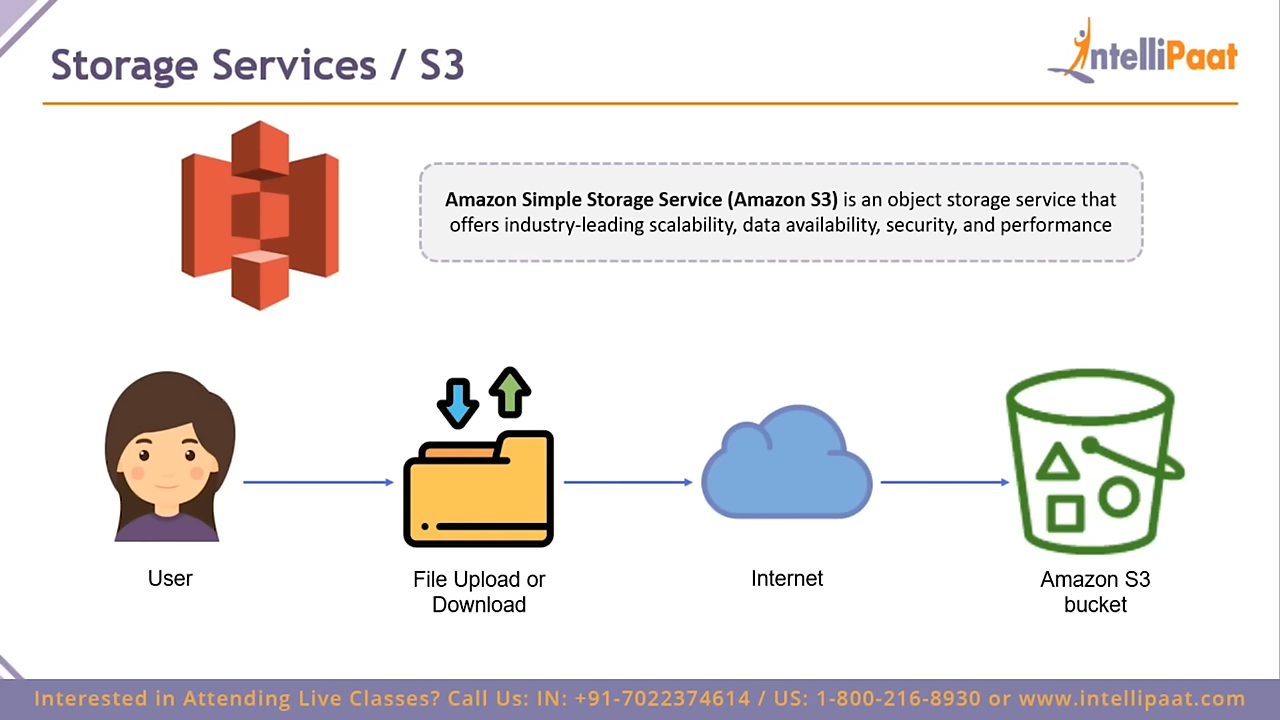 Storage Services / S3
IntelliPaat
Amazon Simple Storage Service (Amazon S3) is an object storage service that
offers industry-leading scalability, data availability, security, and performance
User
File Upload or
Download
Internet
Amazon S3
bucket
Interested in Attending Live Classes? Call Us: IN: +91-7022374614 / US: 1-800-216-8930 or www.intellipaat.com